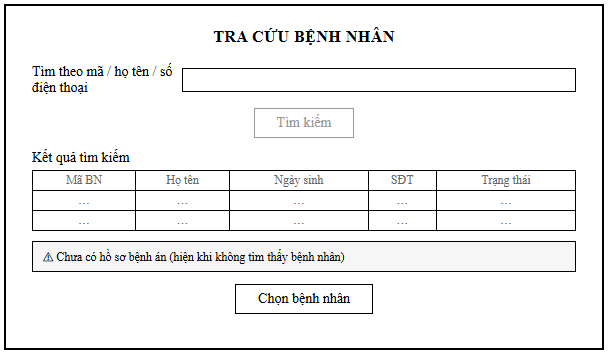 TRA CỨU BỆNH NHÂN
Tìm theo mã / họ tên / số
điện thoại
Tìm kiếm
Kết quả tìm kiếm
Mã BN Họ tên Ngày sinh SĐT Trạng thái
... ... ... ... ...
... ... ... ... ...
⚠ Chưa có hồ sơ bệnh án (hiện khi không tìm thấy bệnh nhân)
Chọn bệnh nhân